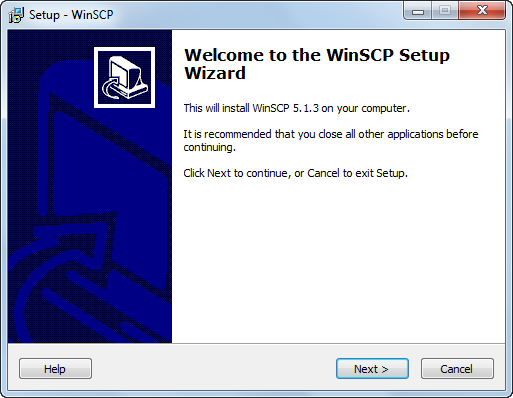 Setup - WinSCP
Welcome to the WinSCP Setup
Wizard
This will install WinSCP 5.1.3 on your computer.
It is recommended that you close all other applications before
continuing.
Click Next to continue, or Cancel to exit Setup.
Help
Next >
Cancel